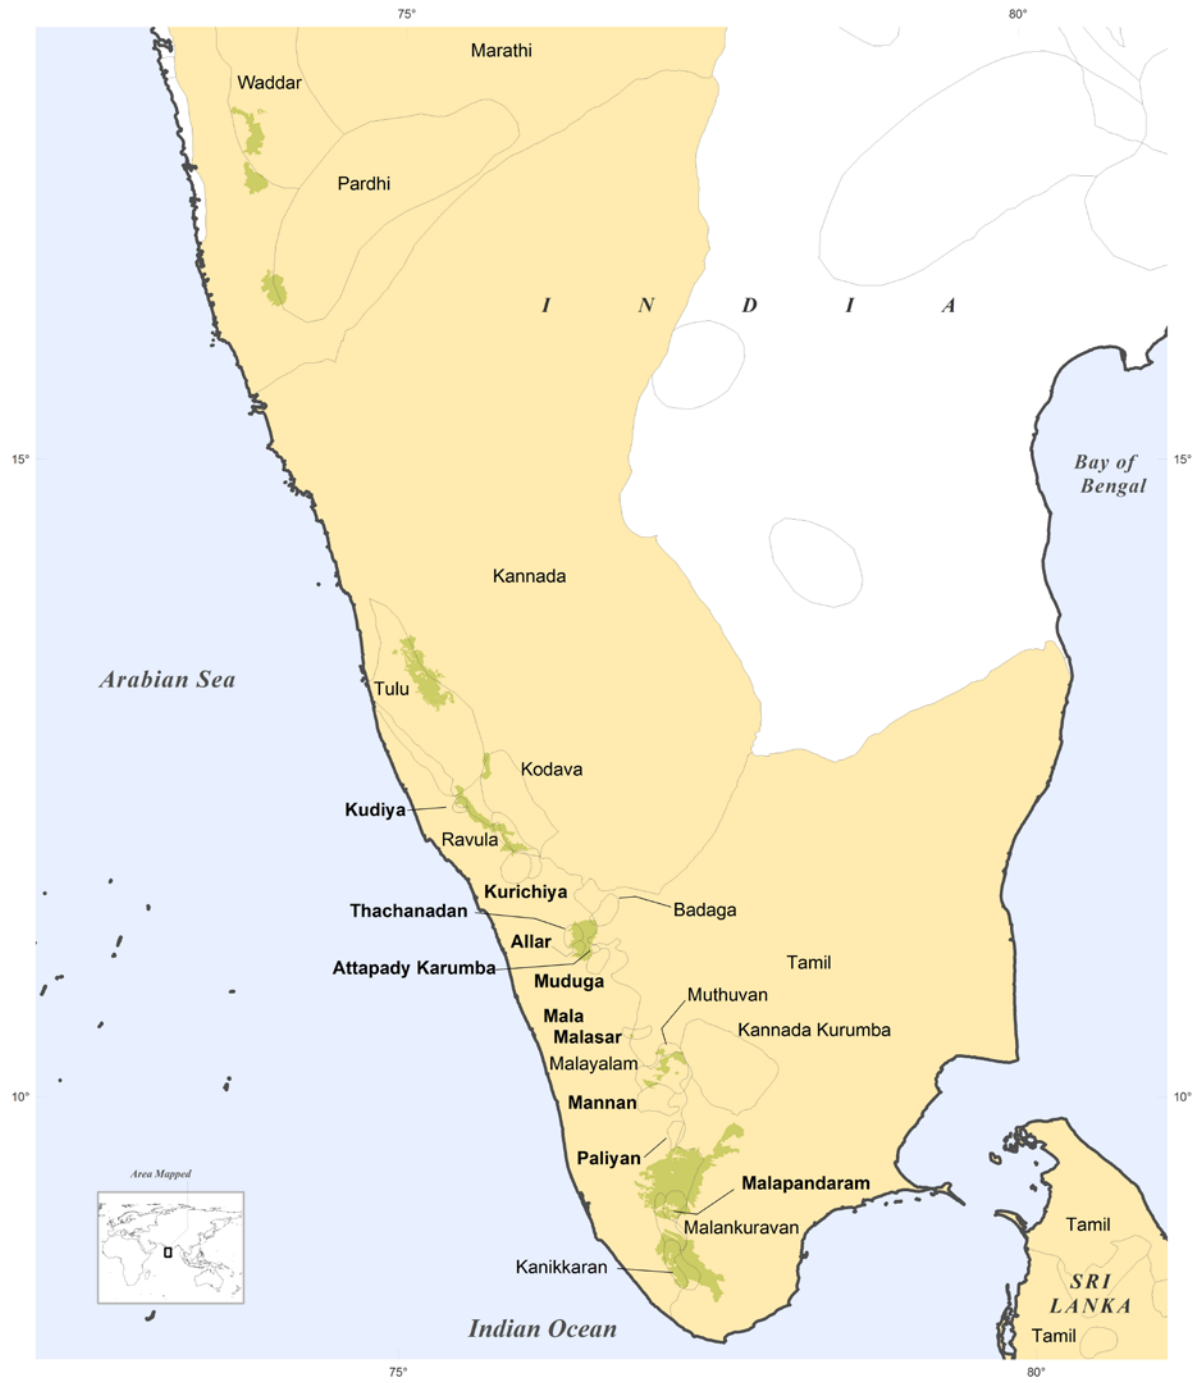 75°
80°
Marathi
Waddar
Pardhi
I N D I A
15°
15°
Bay of
Bengal
Kannada
Arabian Sea
Tulu
Kodava
Kudiya
Ravula
Kurichiya
Thachanadan
Badaga
Allar
Attapady Karumba
Tamil
Muduga
Muthuvan
Mala
Malasar
Kannada Kurumba
Malayalam
10°
10°
Mannan
Paliyan
Area Mapped
Malapandaram
Malankuravan
Tamil
Kanikkaran
SRI
LANKA
Indian Ocean
Tamil
75°
80°